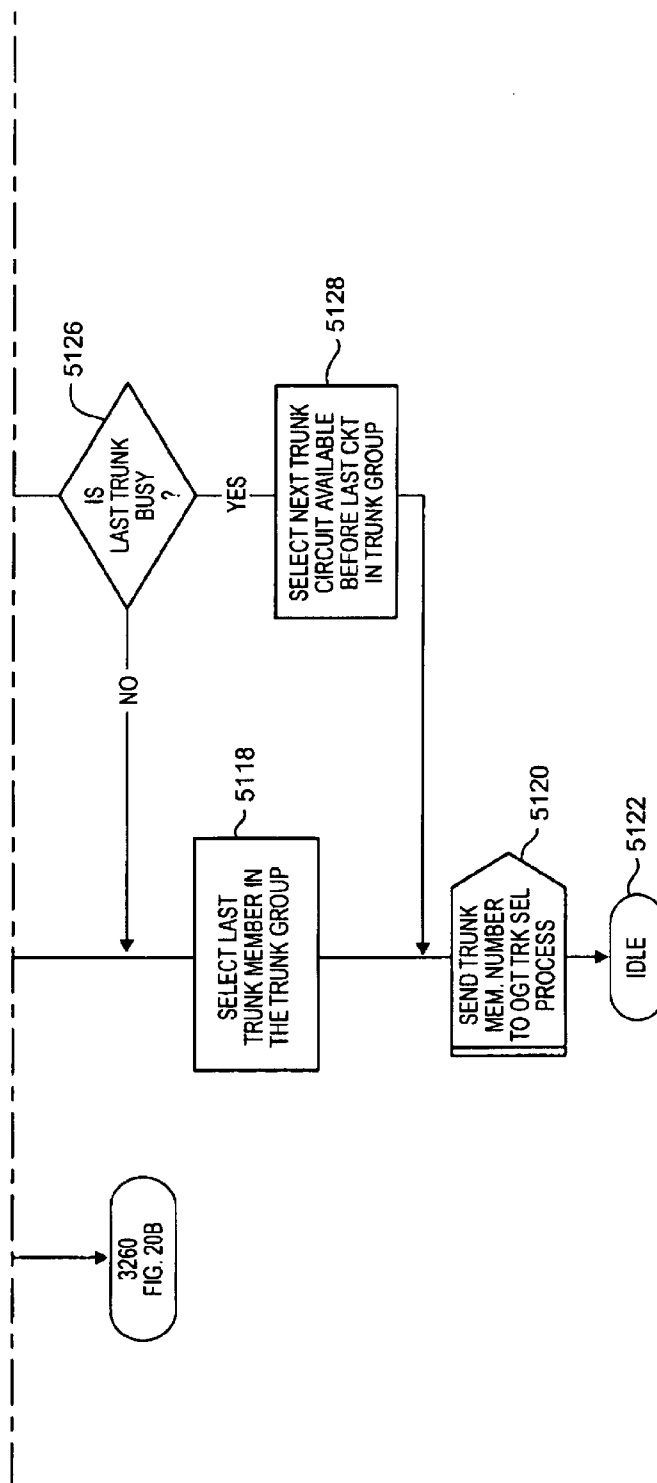 3260
FIG. 20B
5126
IS
LAST TRUNK
BUSY
?
NO
YES
5118
SELECT LAST
TRUNK MEMBER IN
THE TRUNK GROUP
5128
SELECT NEXT TRUNK
CIRCUIT AVAILABLE
BEFORE LAST CKT
IN TRUNK GROUP
5120
SEND TRUNK
MEM. NUMBER
TO OGT TRK SEL
PROCESS
5122
IDLE